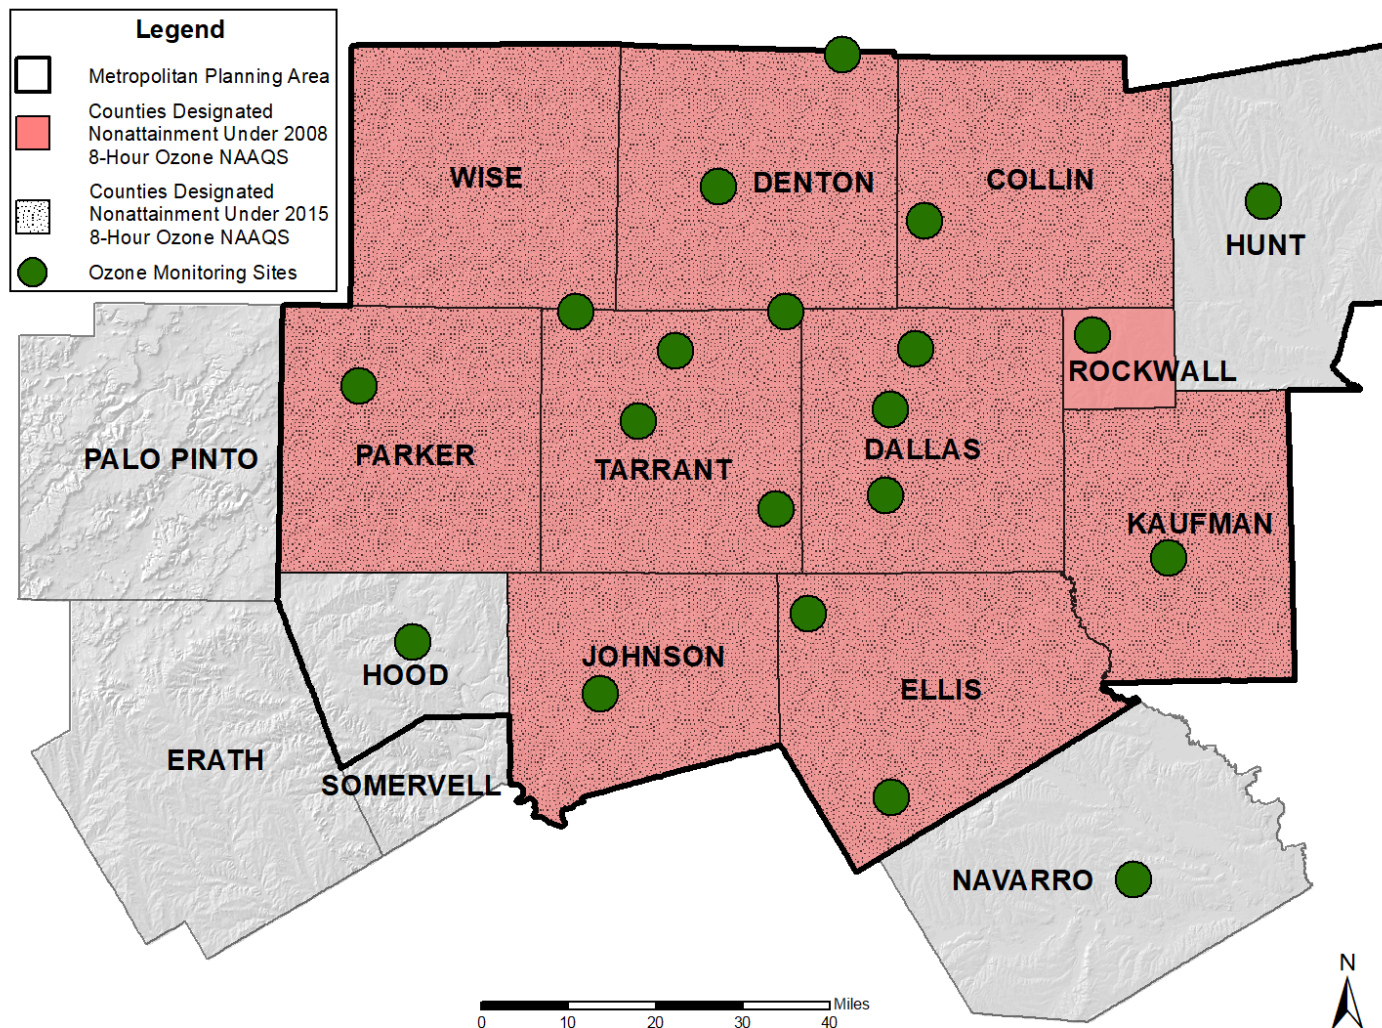 Legend
Metropolitan Planning Area
Counties Designated
Nonattainment Under 2008
8-Hour Ozone NAAQS
Counties Designated
Nonattainment Under 2015
8-Hour Ozone NAAQS
Ozone Monitoring Sites
WISE
DENTON
COLLIN
HUNT
ROCKWALL
PALO PINTO
PARKER
TARRANT
DALLAS
KAUFMAN
HOOD
JOHNSON
ELLIS
ERATH
SOMERVELL
NAVARRO
N
Miles
0 10 20 30 40